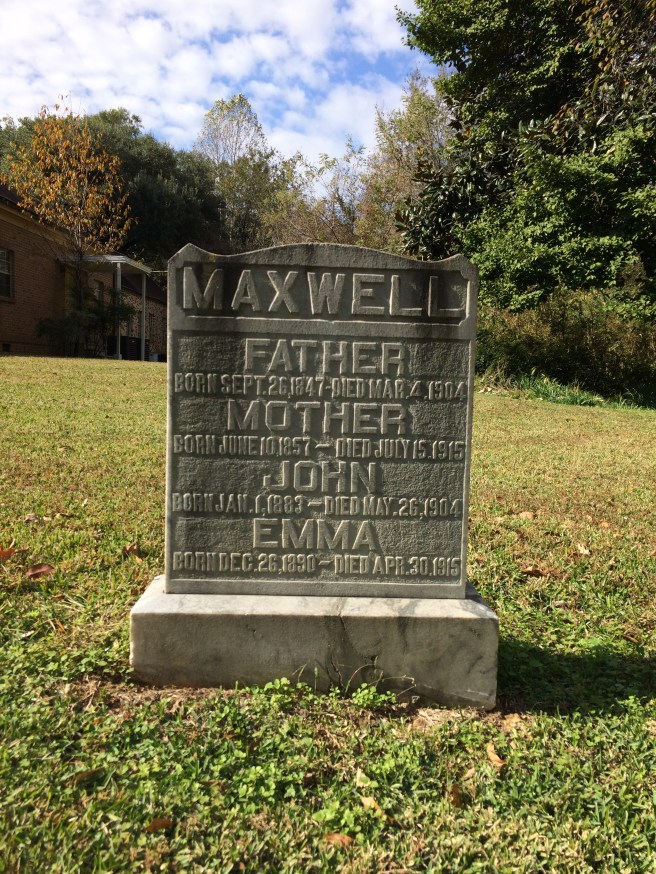 MAXWELL
FATHER
BORN SEPT. 26, 1847-DIED MAR. 4, 1904
MOTHER
BORN JUNE 10, 1857 - DIED JULY 15, 1915
JOHN
BORN JAN. 1, 1883 - DIED MAY. 26, 1904
EMMA
BORN DEC. 26, 1890 - DIED APR. 30, 1915